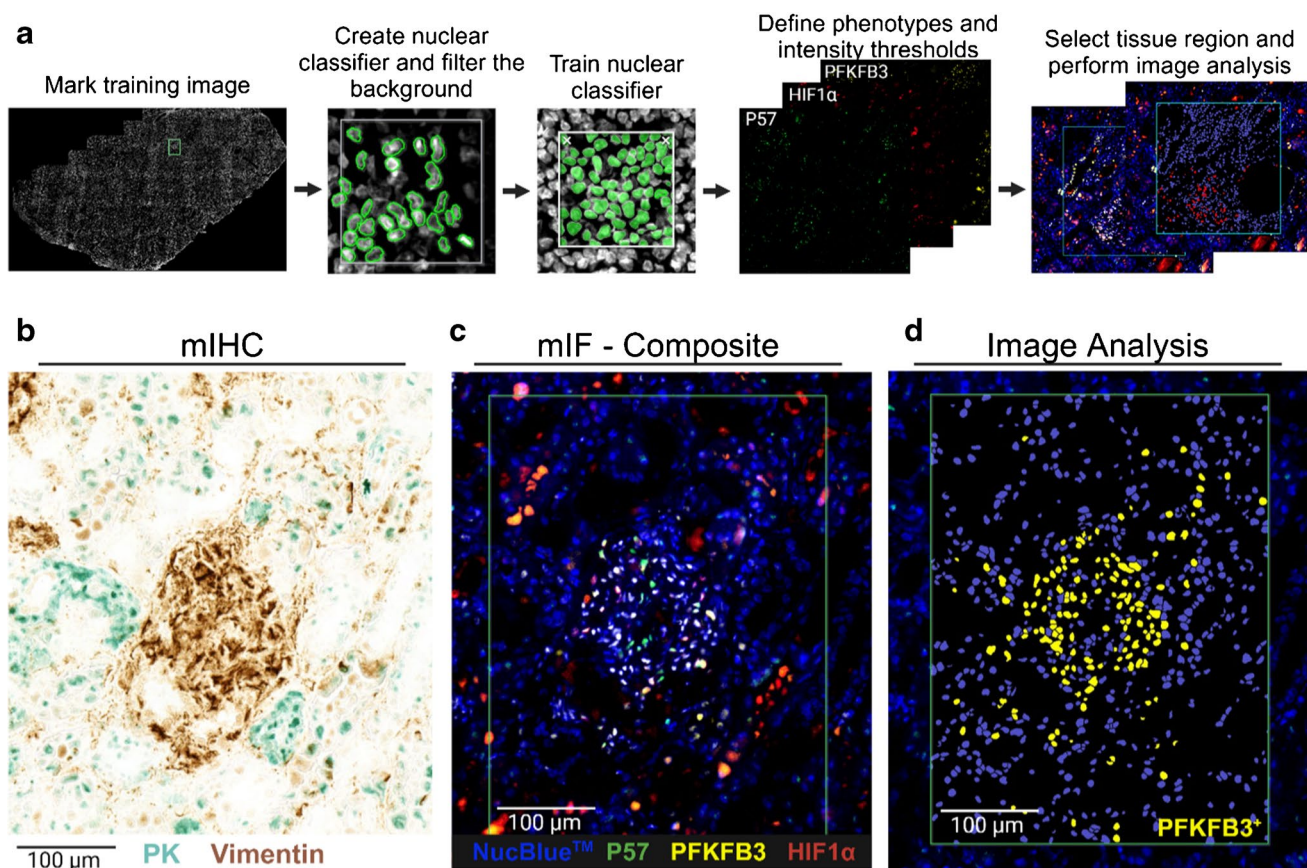 a
Mark training image
Create nuclear
classifier and filter the
background
Train nuclear
classifier
Define phenotypes and
intensity thresholds
PFKFB3
HIF1α
P57
Select tissue region and
perform image analysis
b
mIHC
100 µm
PK Vimentin
c
mIF - Composite
100 µm
NucBlue™ P57 PFKFB3 HIF1α
d
Image Analysis
100 µm
PFKFB3⁺